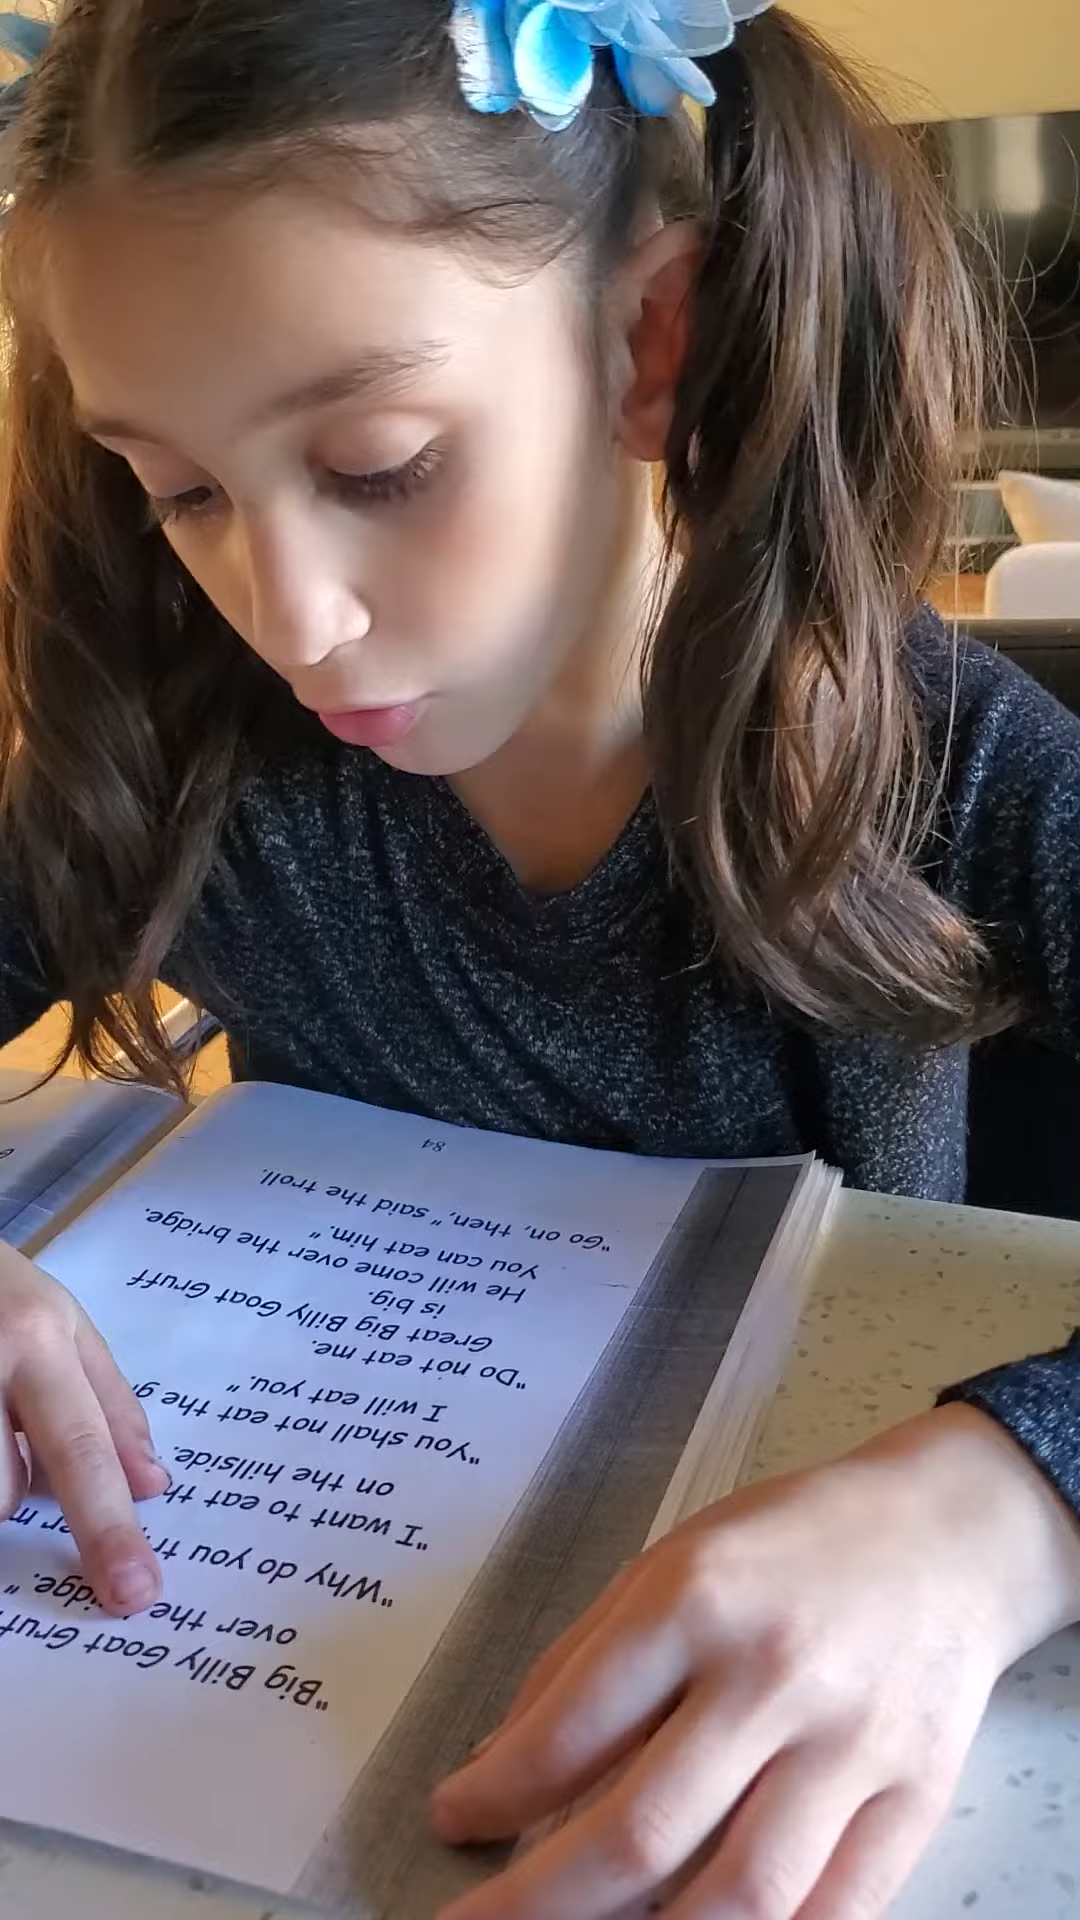 "Big Billy Goat Gruff
over the
"Why do you
"I want to eat
on the hillside.
"You shall not eat the
I will eat you."
"Do not eat me.
Great Big Billy Goat Gruff
is big.
He will come over the bridge.
You can eat him."
"Go on, then," said the troll.
84